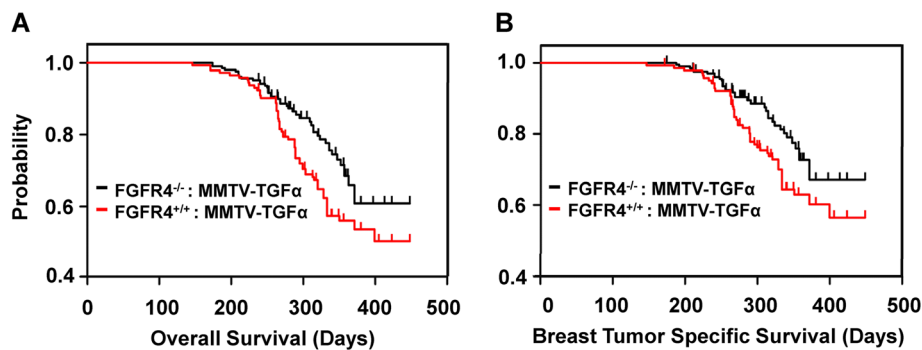 A
Probability
1.0
0.8
0.6
0.4
FGFR4-/- : MMTV-TGFα
FGFR4+/+ : MMTV-TGFα
0 100 200 300 400 500
Overall Survival (Days)
B
1.0
0.8
0.6
0.4
FGFR4-/- : MMTV-TGFα
FGFR4+/+ : MMTV-TGFα
0 100 200 300 400 500
Breast Tumor Specific Survival (Days)